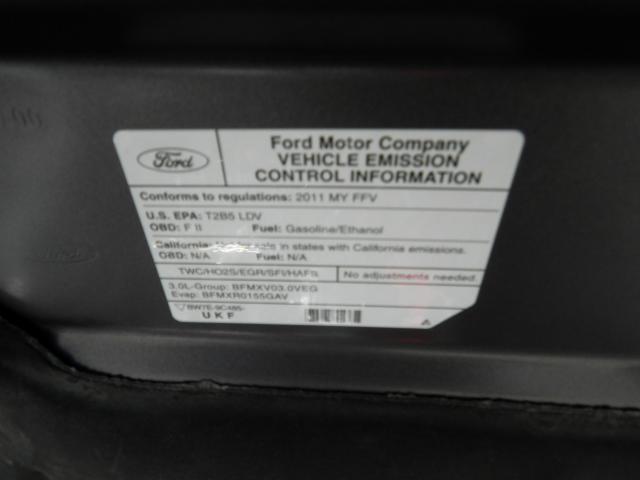 Ford
Ford Motor Company
VEHICLE EMISSION
CONTROL INFORMATION
Conforms to regulations: 2011 MY FFV
U.S. EPA: T2B5 LDV
OBD: F II Fuel: Gasoline/Ethanol
California: in states with California emissions.
OBD: N/A Fuel: N/A
TWC/HO2S/EGR/SFI/HAFS No adjustments needed.
3.0L-Group: BFMXV03.0VEG
Evap: BFMXR0155GAV
BW7E-9C485-
UKF